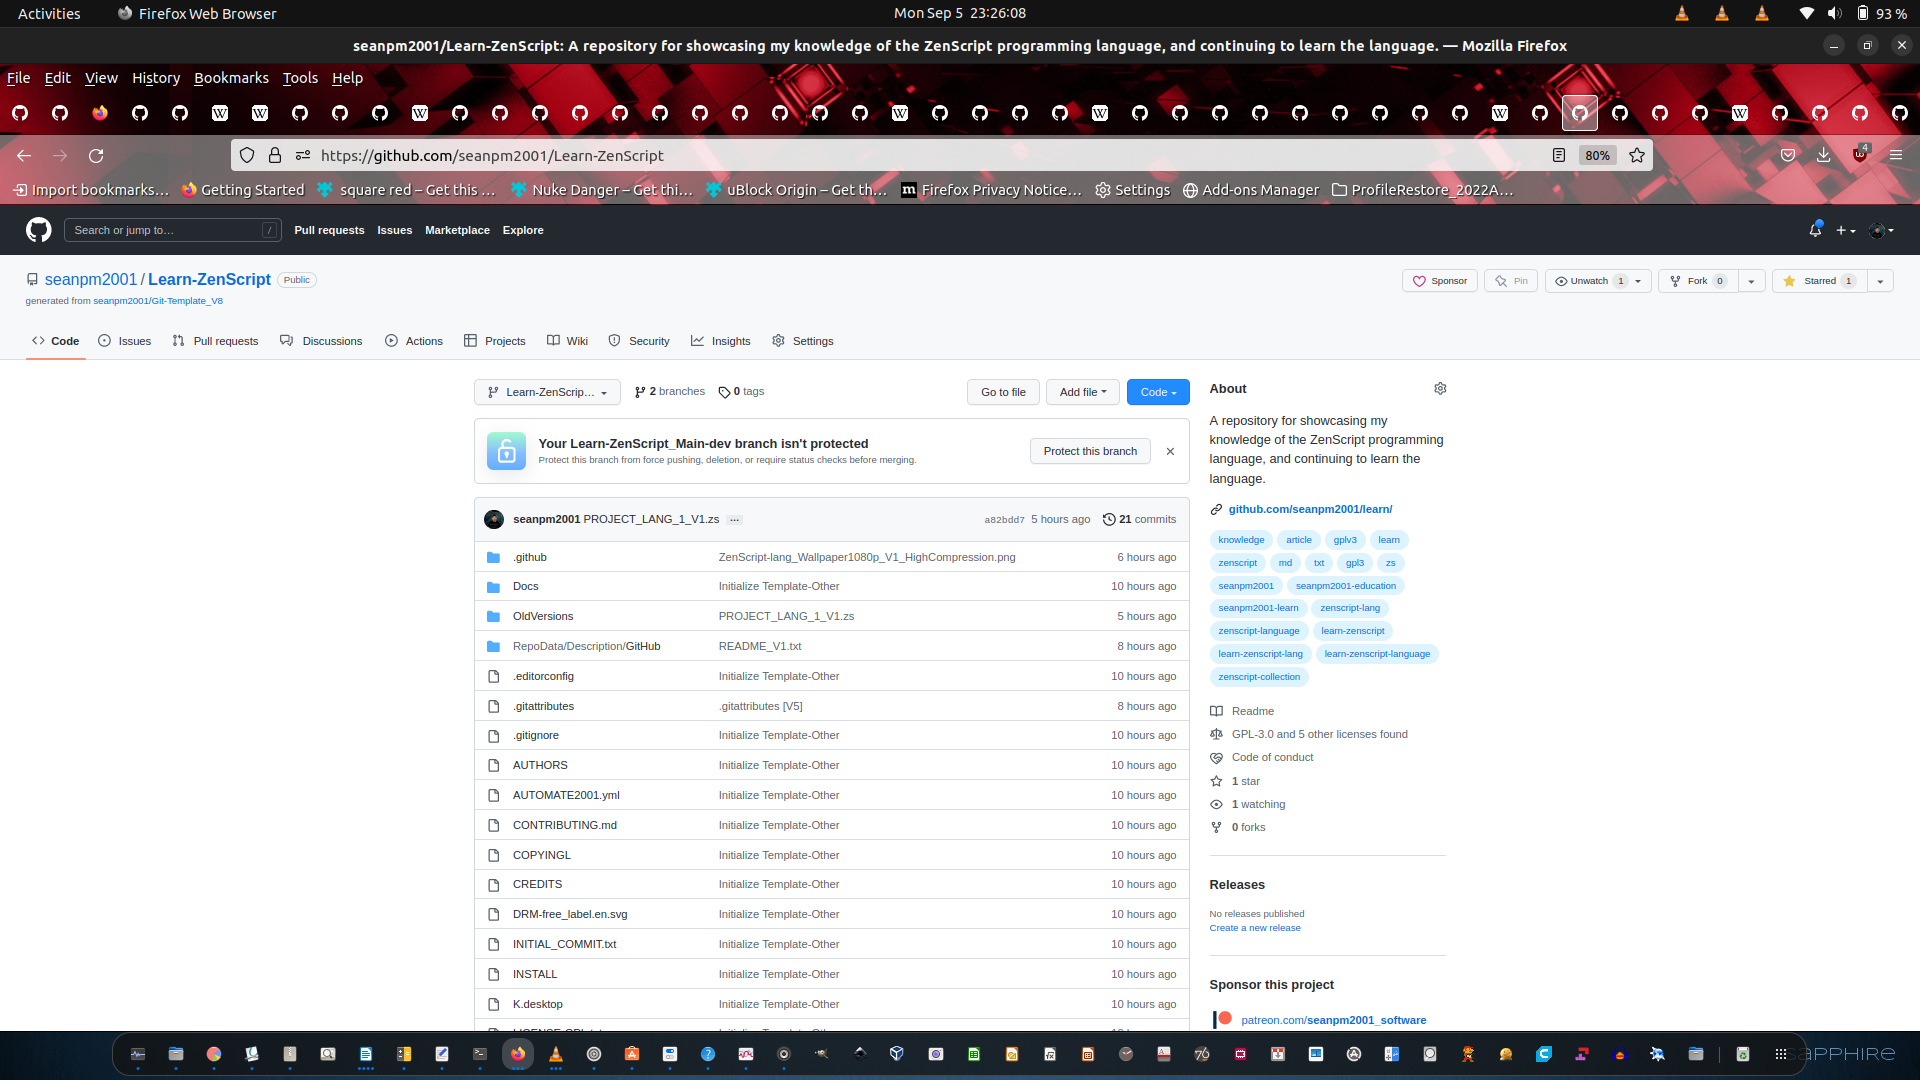 Activities Firefox Web Browser Mon Sep 5 23:26:08 93 %
seanpm2001/Learn-ZenScript: A repository for showcasing my knowledge of the ZenScript programming language, and continuing to learn the language. — Mozilla Firefox
File Edit View History Bookmarks Tools Help
https://github.com/seanpm2001/Learn-ZenScript 80% 4
Import bookmarks… Getting Started square red – Get this … Nuke Danger – Get thi… uBlock Origin – Get th… Firefox Privacy Notice… Settings Add-ons Manager ProfileRestore_2022A…
Search or jump to… / Pull requests Issues Marketplace Explore
seanpm2001 / Learn-ZenScript Public Sponsor Pin Unwatch 1 Fork 0 Starred 1
generated from seanpm2001/Git-Template_V8
Code Issues Pull requests Discussions Actions Projects Wiki Security Insights Settings
Learn-ZenScrip… 2 branches 0 tags Go to file Add file Code
Your Learn-ZenScript_Main-dev branch isn't protected
Protect this branch from force pushing, deletion, or require status checks before merging.
Protect this branch
seanpm2001 PROJECT_LANG_1_V1.zs … a82bdd7 5 hours ago 21 commits
.github ZenScript-lang_Wallpaper1080p_V1_HighCompression.png 6 hours ago
Docs Initialize Template-Other 10 hours ago
OldVersions PROJECT_LANG_1_V1.zs 5 hours ago
RepoData/Description/GitHub README_V1.txt 8 hours ago
.editorconfig Initialize Template-Other 10 hours ago
.gitattributes .gitattributes [V5] 8 hours ago
.gitignore Initialize Template-Other 10 hours ago
AUTHORS Initialize Template-Other 10 hours ago
AUTOMATE2001.yml Initialize Template-Other 10 hours ago
CONTRIBUTING.md Initialize Template-Other 10 hours ago
COPYINGL Initialize Template-Other 10 hours ago
CREDITS Initialize Template-Other 10 hours ago
DRM-free_label.en.svg Initialize Template-Other 10 hours ago
INITIAL_COMMIT.txt Initialize Template-Other 10 hours ago
INSTALL Initialize Template-Other 10 hours ago
K.desktop Initialize Template-Other 10 hours ago
About
A repository for showcasing my
knowledge of the ZenScript programming
language, and continuing to learn the
language.
github.com/seanpm2001/learn/
knowledge article gplv3 learn
zenscript md txt gpl3 zs
seanpm2001 seanpm2001-education
seanpm2001-learn zenscript-lang
zenscript-language learn-zenscript
learn-zenscript-lang learn-zenscript-language
zenscript-collection
Readme
GPL-3.0 and 5 other licenses found
Code of conduct
1 star
1 watching
0 forks
Releases
No releases published
Create a new release
Sponsor this project
patreon.com/seanpm2001_software
SAPPHIRE